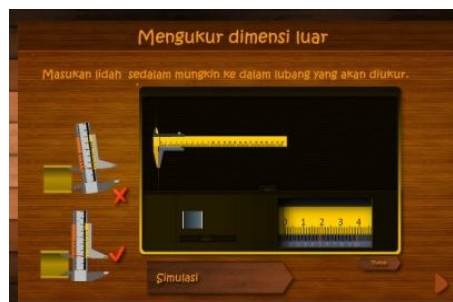 Mengukur dimensi luar
Masukan lidah sedalam mungkin ke dalam lubang yang akan diukur.
0 1 2 3 4
Simulasi